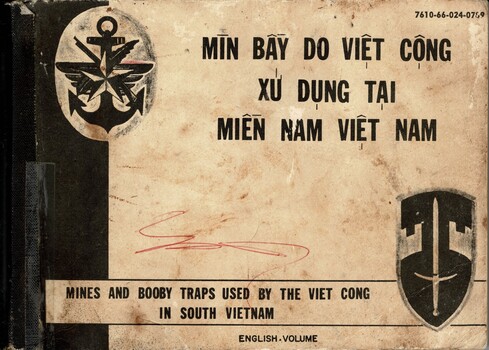 7610-66-024-0769
MÌN BẪY DO VIỆT CỘNG
XỬ DỤNG TẠI
MIỀN NAM VIỆT NAM
MINES AND BOOBY TRAPS USED BY THE VIET CONG
IN SOUTH VIETNAM
ENGLISH-VOLUME